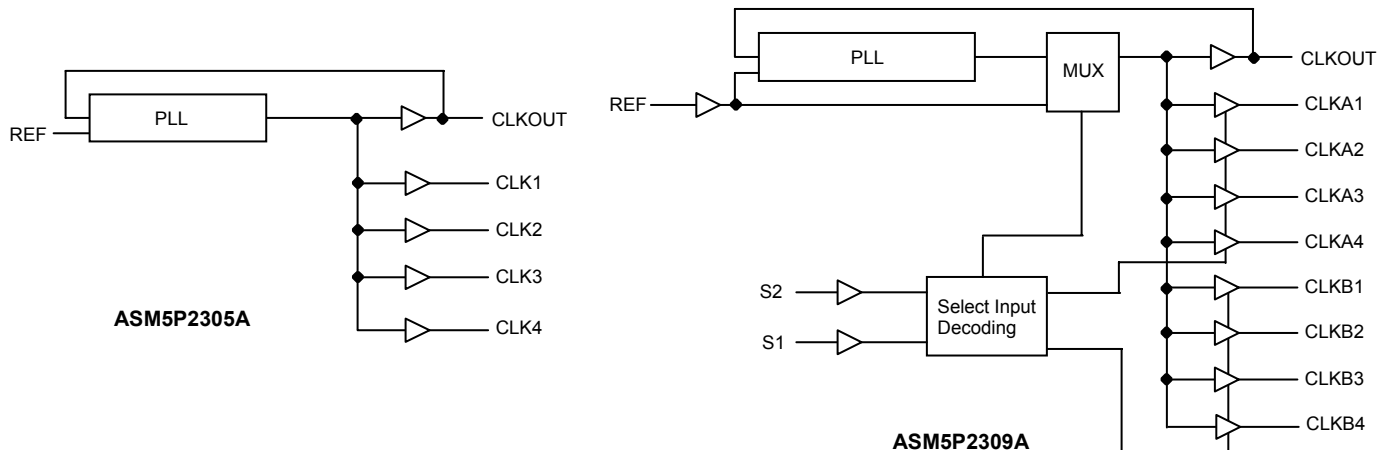 PLL
REF
CLKOUT
CLK1
CLK2
CLK3
CLK4
ASM5P2305A
PLL
MUX
REF
CLKOUT
CLKA1
CLKA2
CLKA3
CLKA4
S2
S1
Select Input
Decoding
CLKB1
CLKB2
CLKB3
CLKB4
ASM5P2309A